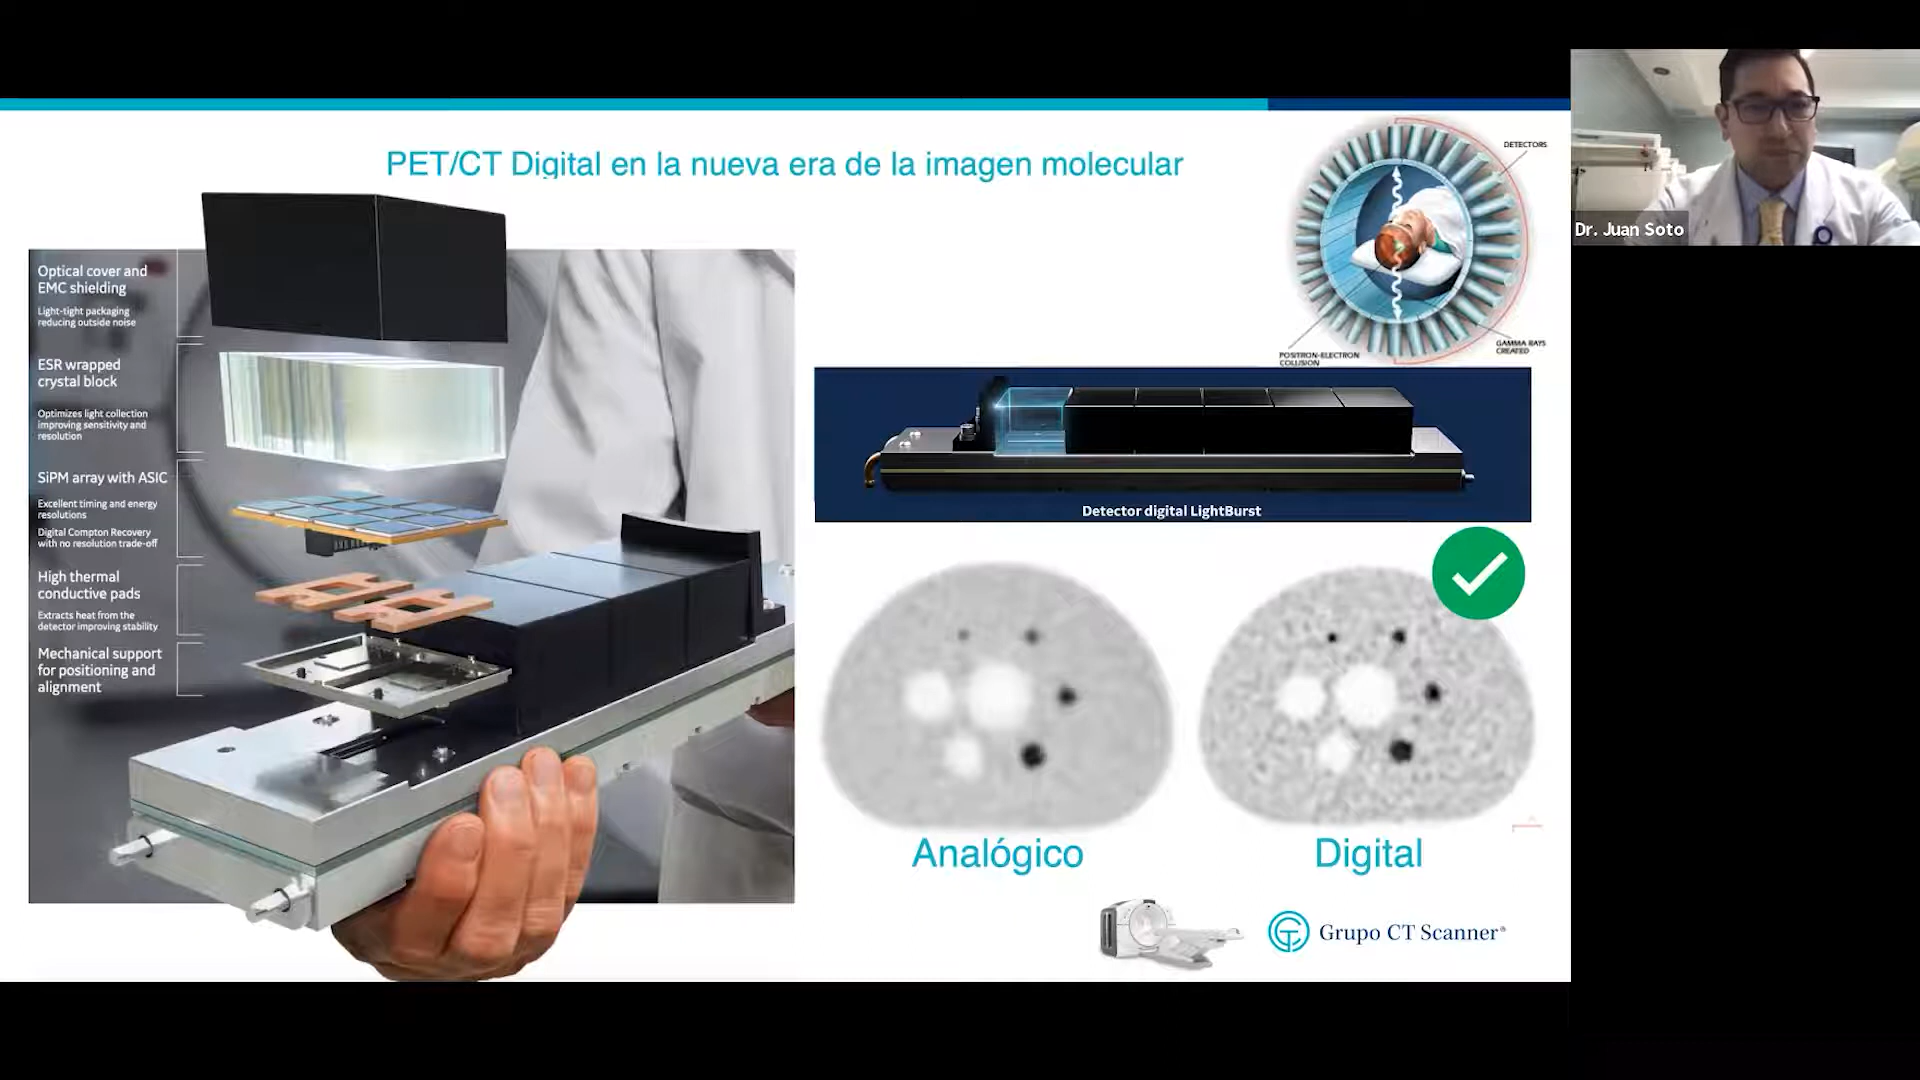 PET/CT Digital en la nueva era de la imagen molecular
Optical cover and
EMC shielding
Light-tight packaging
reducing outside noise
ESR wrapped
crystal block
Optimizes light collection
improving sensitivity and
resolution
SiPM array with ASIC
Excellent timing and energy
resolutions
Digital Compton Recovery
with no resolution trade-off
High thermal
conductive pads
Extracts heat from the
detector improving stability
Mechanical support
for positioning and
alignment
DETECTORS
POSITRON-ELECTRON
COLLISION
GAMMA RAYS
CREATED
Detector digital LightBurst
Analógico
Digital
Grupo CT Scanner®
Dr. Juan Soto